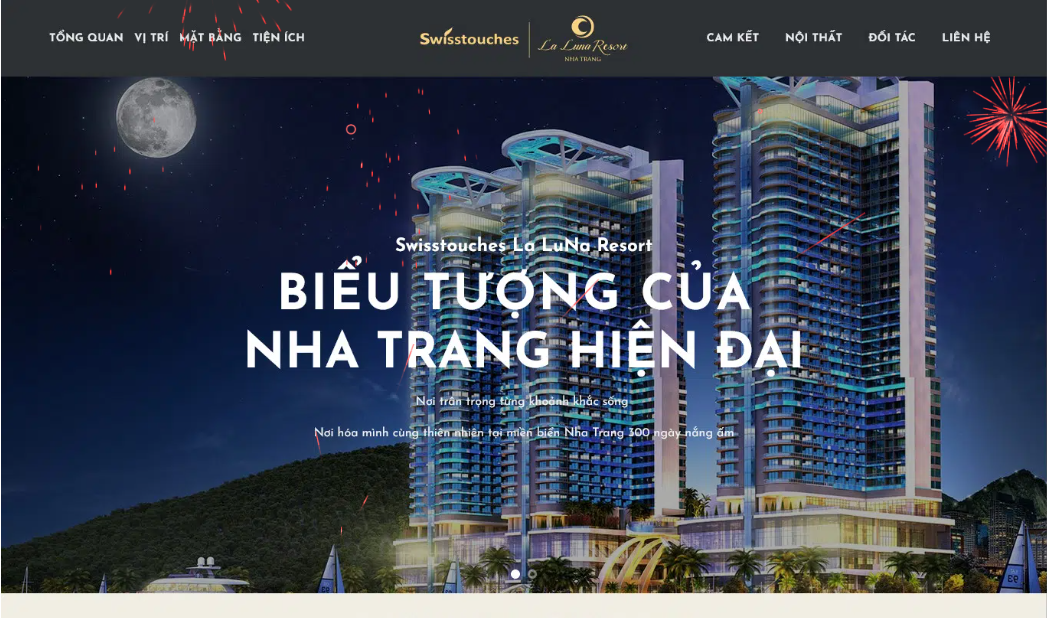 TỔNG QUAN VỊ TRÍ MẶT BẰNG TIỆN ÍCH
Swisstouches
La Luna Resort
NHA TRANG
CAM KẾT NỘI THẤT ĐỐI TÁC LIÊN HỆ
Swisstouches La LuNa Resort
BIỂU TƯỢNG CỦA
NHA TRANG HIỆN ĐẠI
Nơi trân trọng từng khoảnh khắc sống
Nơi hóa mình cùng thiên nhiên tại miền biển Nha Trang 300 ngày nắng ấm